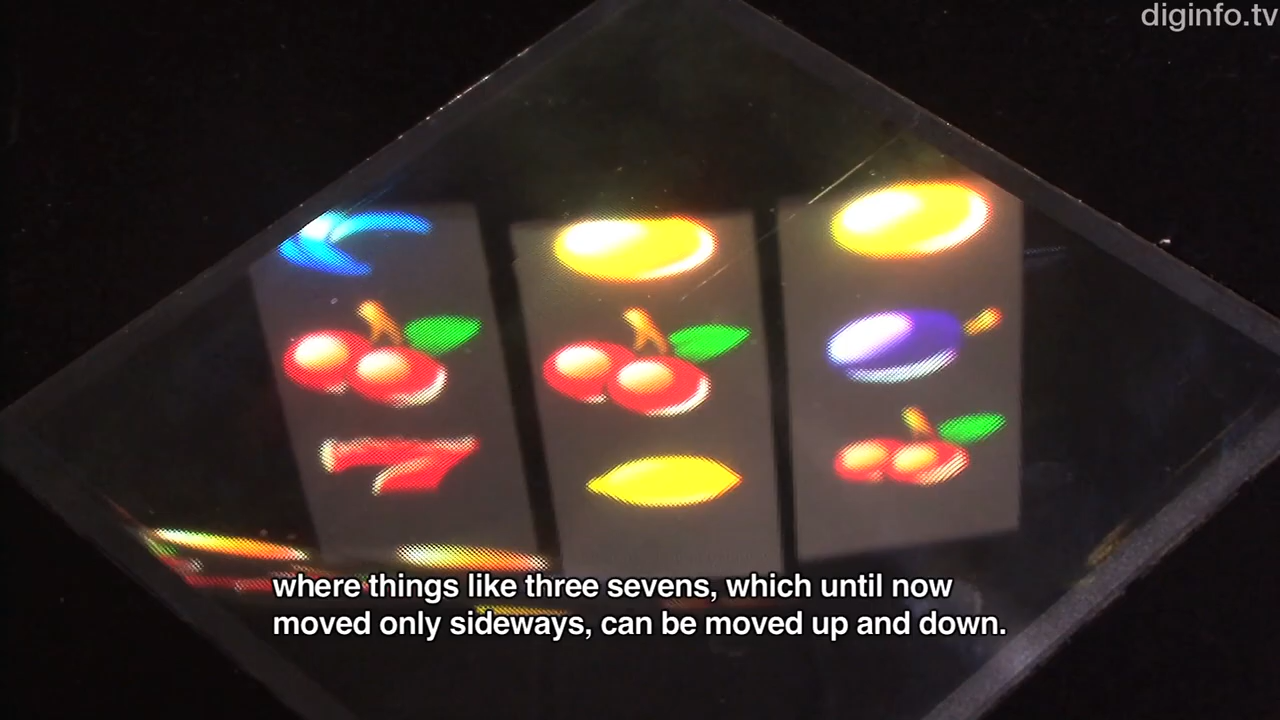 diginfo.tv
7
where things like three sevens, which until now
moved only sideways, can be moved up and down.